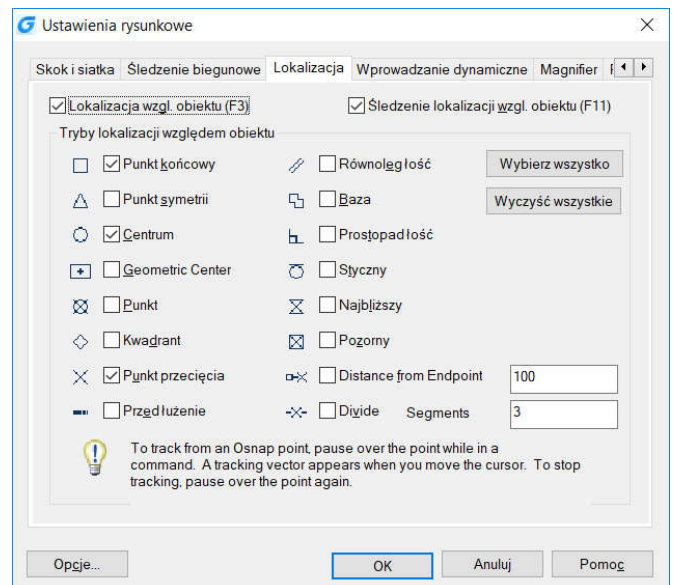 Ustawienia rysunkowe
Skok i siatka Śledzenie biegunowe Lokalizacja Wprowadzanie dynamiczne Magnifier
Lokalizacja wzgl. obiektu (F3) Śledzenie lokalizacji wzgl. obiektu (F11)
Tryby lokalizacji względem obiektu
Punkt końcowy Równoległość Wybierz wszystko
Punkt symetrii Baza Wyczyść wszystkie
Centrum Prostopadłość
Geometric Center Styczny
Punkt Najbliższy
Kwadrant Pozorny
Punkt przecięcia Distance from Endpoint 100
Przedłużenie Divide Segments 3
To track from an Osnap point, pause over the point while in a
command. A tracking vector appears when you move the cursor. To stop
tracking, pause over the point again.
Opcje... OK Anuluj Pomoc